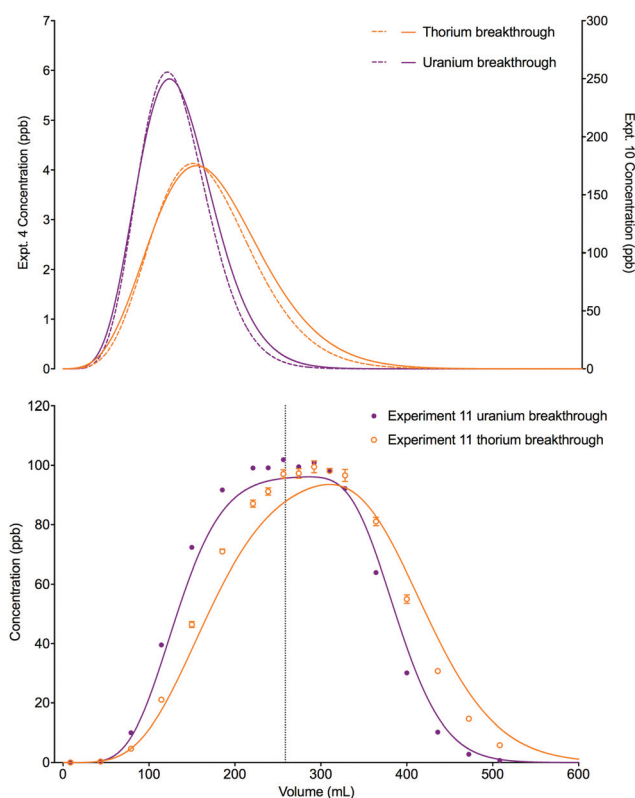 Thorium breakthrough
Uranium breakthrough
Expt. 4 Concentration (ppb)
7
6
5
4
3
2
1
0
Expt. 10 Concentration (ppb)
300
250
200
150
100
50
0
Experiment 11 uranium breakthrough
Experiment 11 thorium breakthrough
Concentration (ppb)
120
100
80
60
40
20
0
0 100 200 300 400 500 600
Volume (mL)